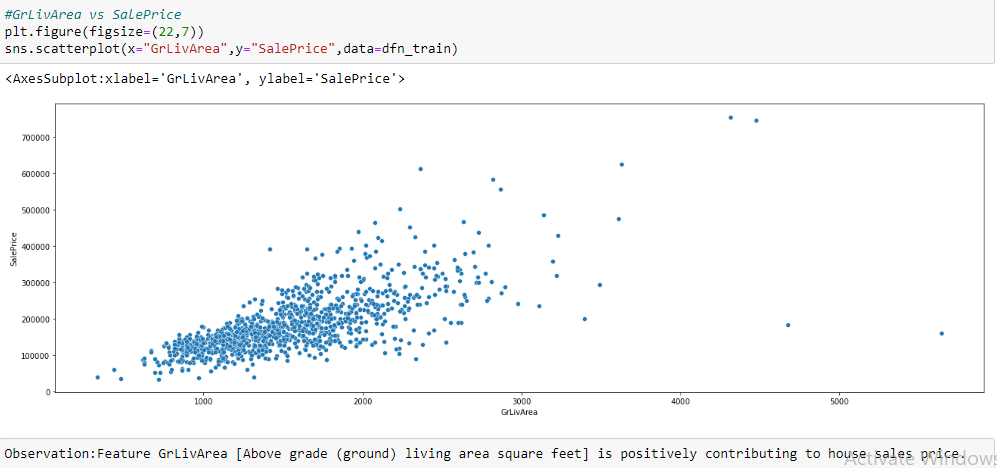 #GrLivArea vs SalePrice
plt.figure(figsize=(22,7))
sns.scatterplot(x="GrLivArea",y="SalePrice",data=dfn_train)
<AxesSubplot:xlabel='GrLivArea', ylabel='SalePrice'>
700000
600000
500000
400000
300000
200000
100000
0
SalePrice
1000 2000 3000 4000 5000
GrLivArea
Observation:Feature GrLivArea [Above grade (ground) living area square feet] is positively contributing to house sales price.
Activate Windows